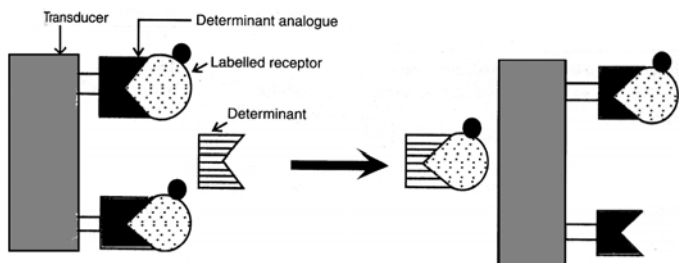 Transducer
Determinant analogue
Labelled receptor
Determinant